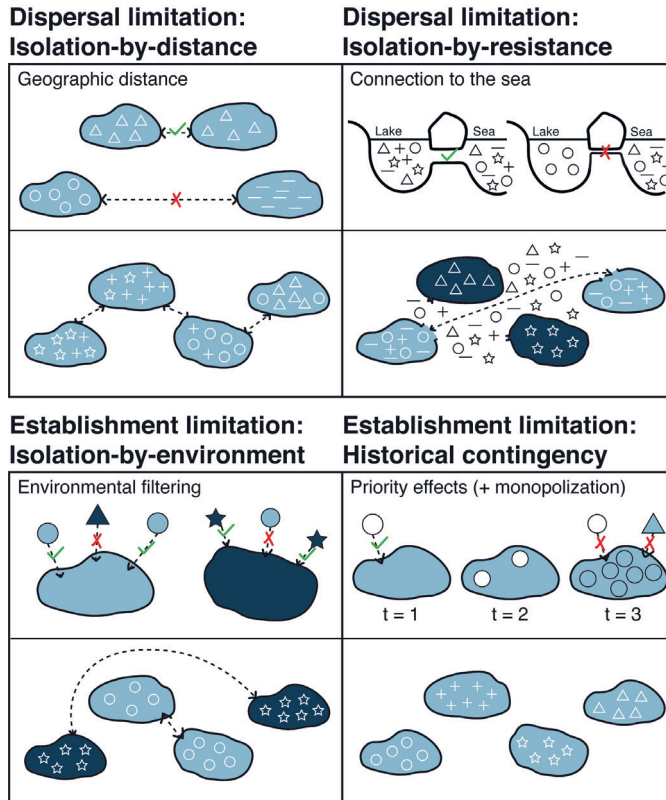 Dispersal limitation:
Isolation-by-distance
Geographic distance
Dispersal limitation:
Isolation-by-resistance
Connection to the sea
Lake
Sea
Lake
Sea
Establishment limitation:
Isolation-by-environment
Environmental filtering
Establishment limitation:
Historical contingency
Priority effects (+ monopolization)
t = 1
t = 2
t = 3